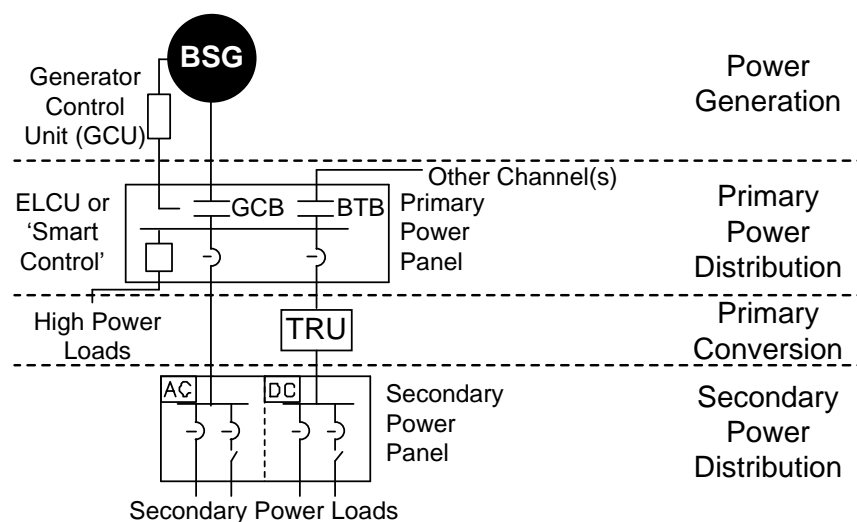 BSG
Generator
Control
Unit (GCU)
Power
Generation
Other Channel(s)
ELCU or
‘Smart
Control’
GCB
BTB
Primary
Power
Panel
Primary
Power
Distribution
High Power
Loads
TRU
Primary
Conversion
AC
DC
Secondary
Power
Panel
Secondary
Power
Distribution
Secondary Power Loads